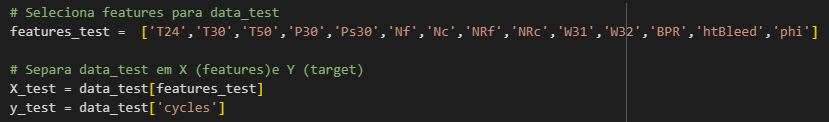 # Seleciona features para data_test
features_test =  ['T24','T30','T50','P30','Ps30','Nf','Nc','NRf','NRc','W31','W32','BPR','htBleed','phi']
# Separa data_test em X (features)e Y (target)
X_test = data_test[features_test]
y_test = data_test['cycles']